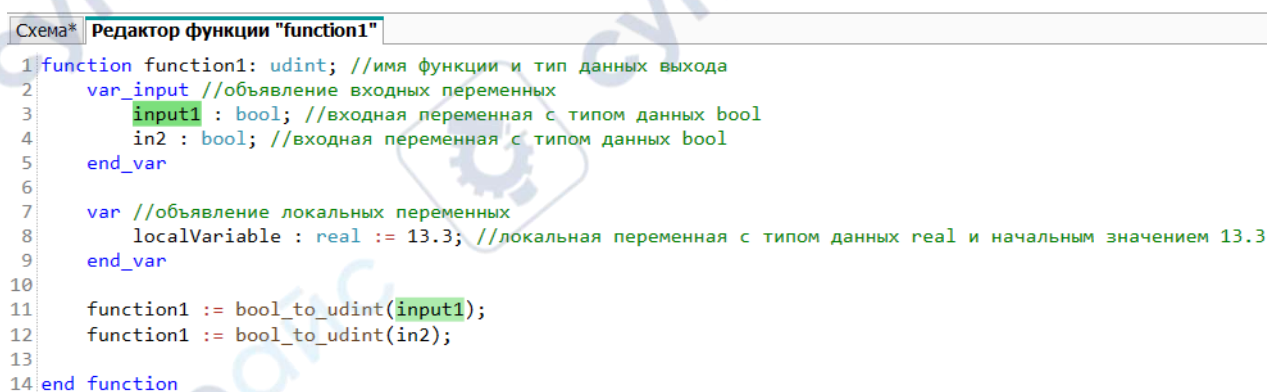 Схема* Редактор функции "function1"
1 function function1: udint; //имя функции и тип данных выхода
2 var_input //объявление входных переменных
3 input1 : bool; //входная переменная с типом данных bool
4 in2 : bool; //входная переменная с типом данных bool
5 end_var
6
7 var //объявление локальных переменных
8 localVariable : real := 13.3; //локальная переменная с типом данных real и начальным значением 13.3
9 end_var
10
11 function1 := bool_to_udint(input1);
12 function1 := bool_to_udint(in2);
13
14 end function